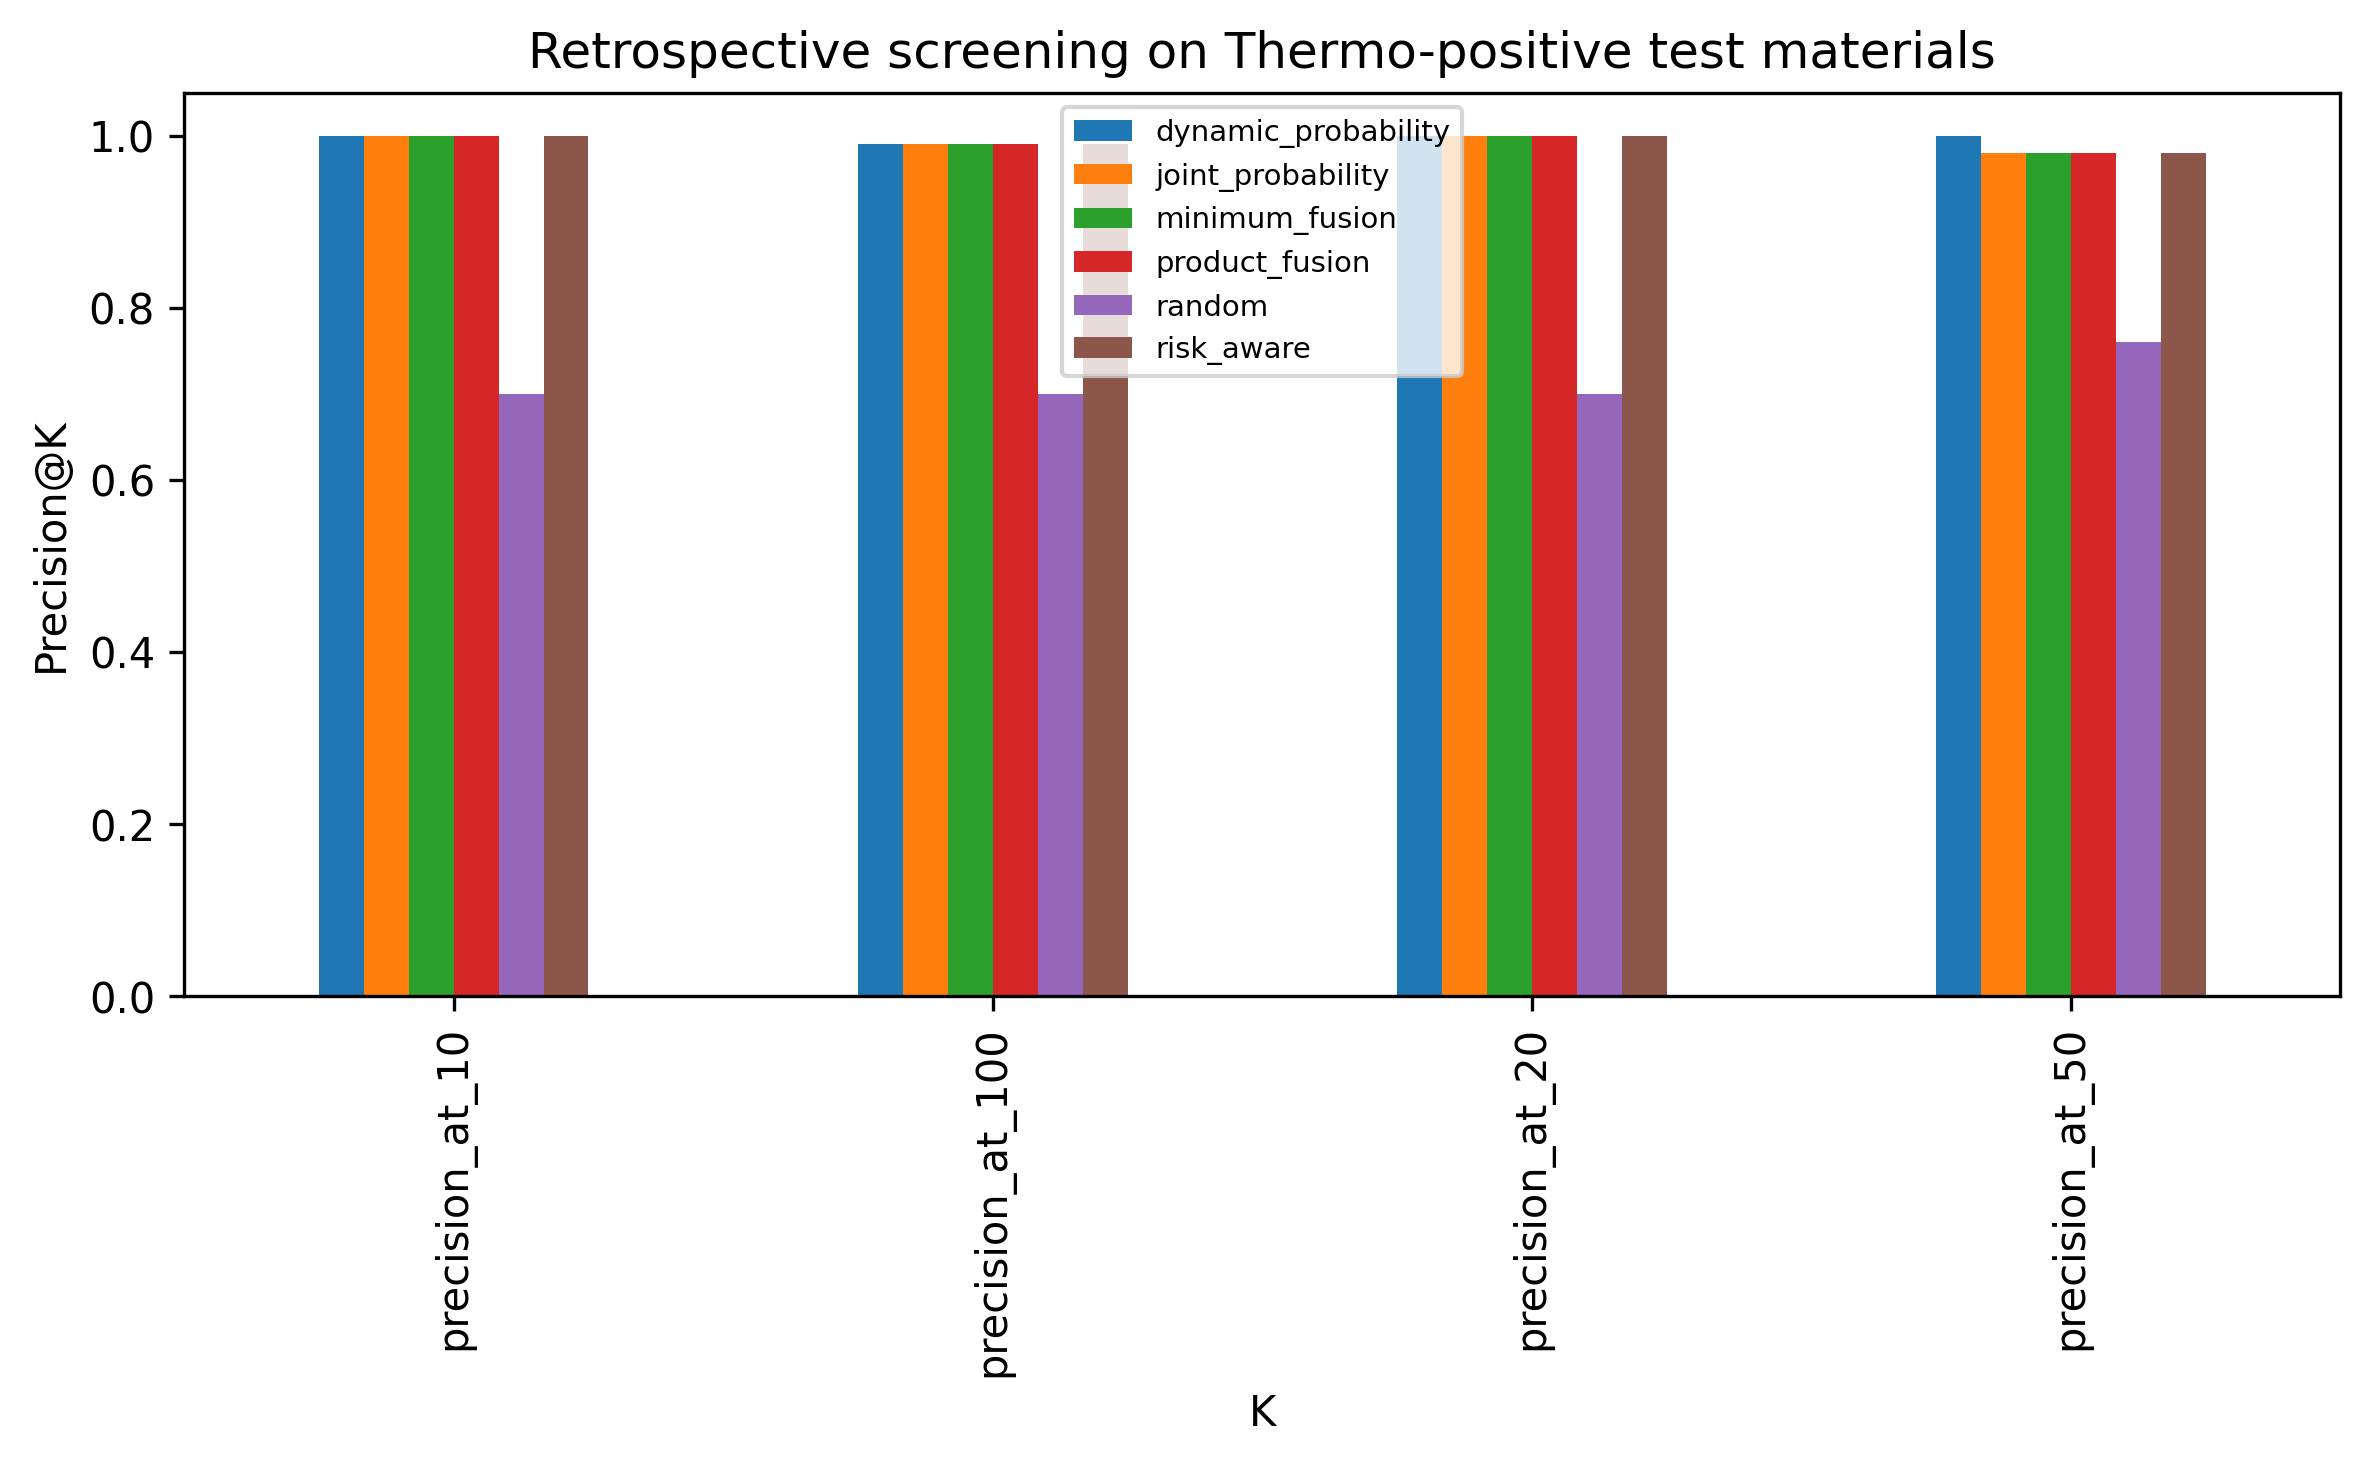 Retrospective screening on Thermo-positive test materials
Precision@K
1.0
0.8
0.6
0.4
0.2
0.0
dynamic_probability
joint_probability
minimum_fusion
product_fusion
random
risk_aware
precision_at_10
precision_at_100
precision_at_20
precision_at_50
K